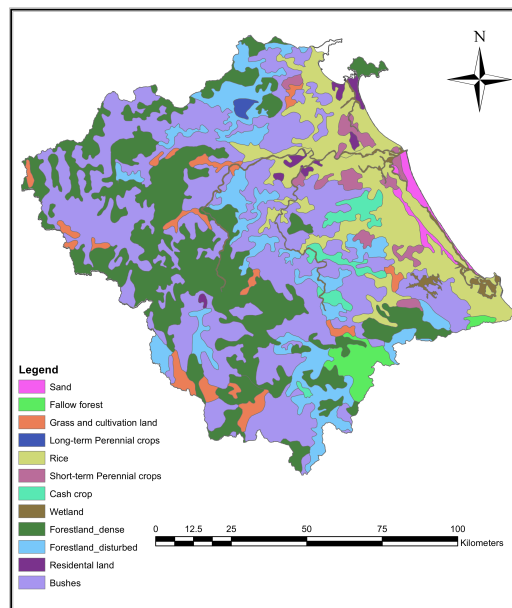 N
Legend
Sand
Fallow forest
Grass and cultivation land
Long-term Perennial crops
Rice
Short-term Perennial crops
Cash crop
Wetland
Forestland_dense
Forestland_disturbed
Residental land
Bushes
0 12.5 25 50 75 100
Kilometers